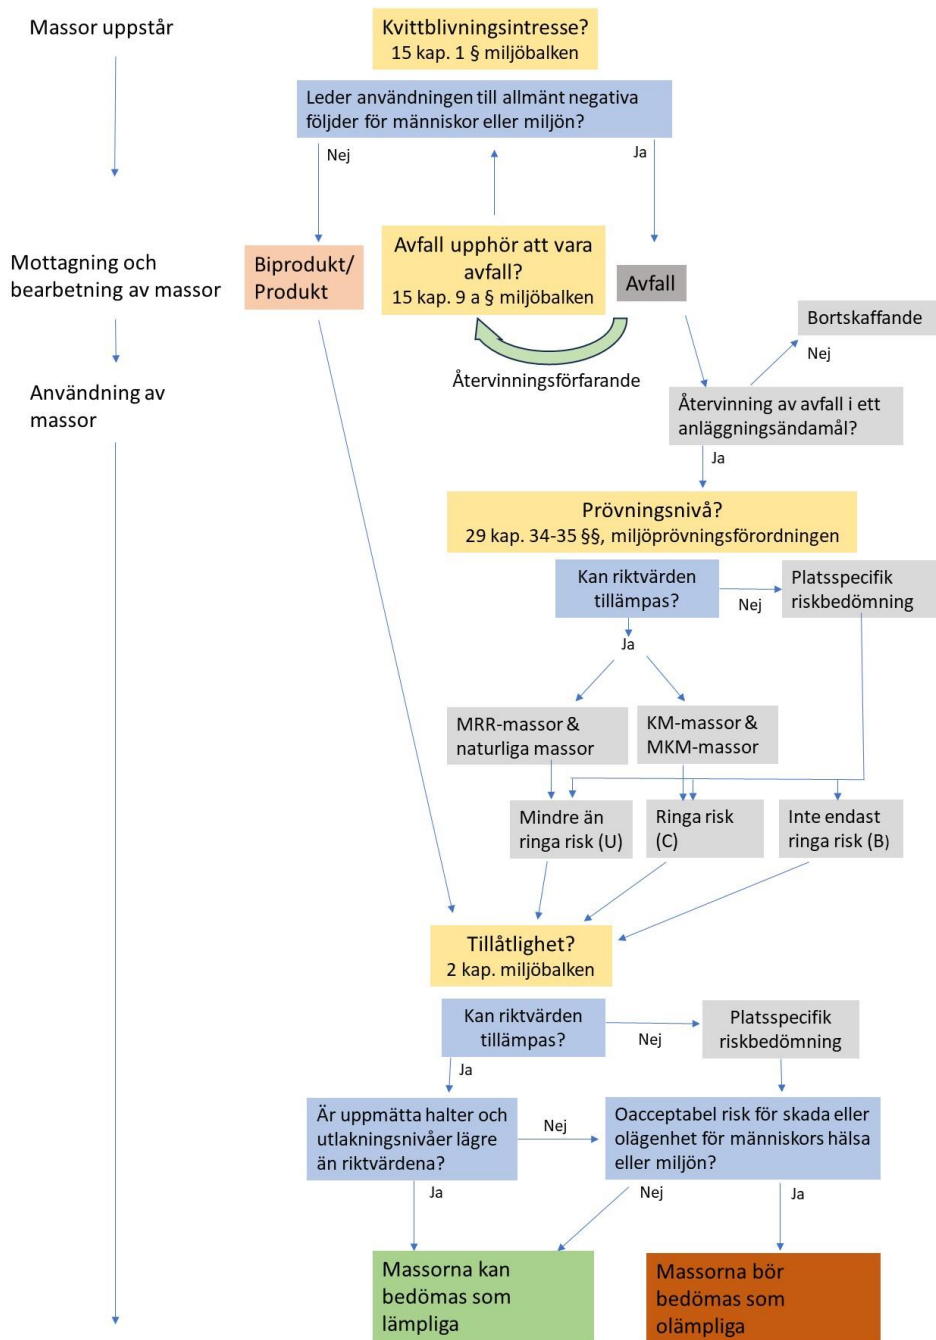 Massor uppstår
Kvittblivningsintresse?
15 kap. 1 § miljöbalken
Leder användningen till allmänt negativa
följder för människor eller miljön?
Nej
Ja
Mottagning och
bearbetning av massor
Biprodukt/
Produkt
Avfall upphör att vara
avfall?
15 kap. 9 a § miljöbalken
Avfall
Bortskaffande
Nej
Återvinningsförfarande
Användning av
massor
Återvinning av avfall i ett
anläggningsändamål?
Ja
Prövningsnivå?
29 kap. 34-35 §§, miljöprövningsförordningen
Kan riktvärden
tillämpas?
Nej
Platsspecifik
riskbedömning
Ja
MRR-massor &
naturliga massor
KM-massor &
MKM-massor
Mindre än
ringa risk (U)
Ringa risk
(C)
Inte endast
ringa risk (B)
Tillåtlighet?
2 kap. miljöbalken
Kan riktvärden
tillämpas?
Nej
Platsspecifik
riskbedömning
Ja
Är uppmätta halter och
utlakningsnivåer lägre
än riktvärdena?
Nej
Oacceptabel risk för skada eller
olägenhet för människors hälsa
eller miljön?
Ja
Nej
Ja
Massorna kan
bedömas som
lämpliga
Massorna bör
bedömas som
olämpliga